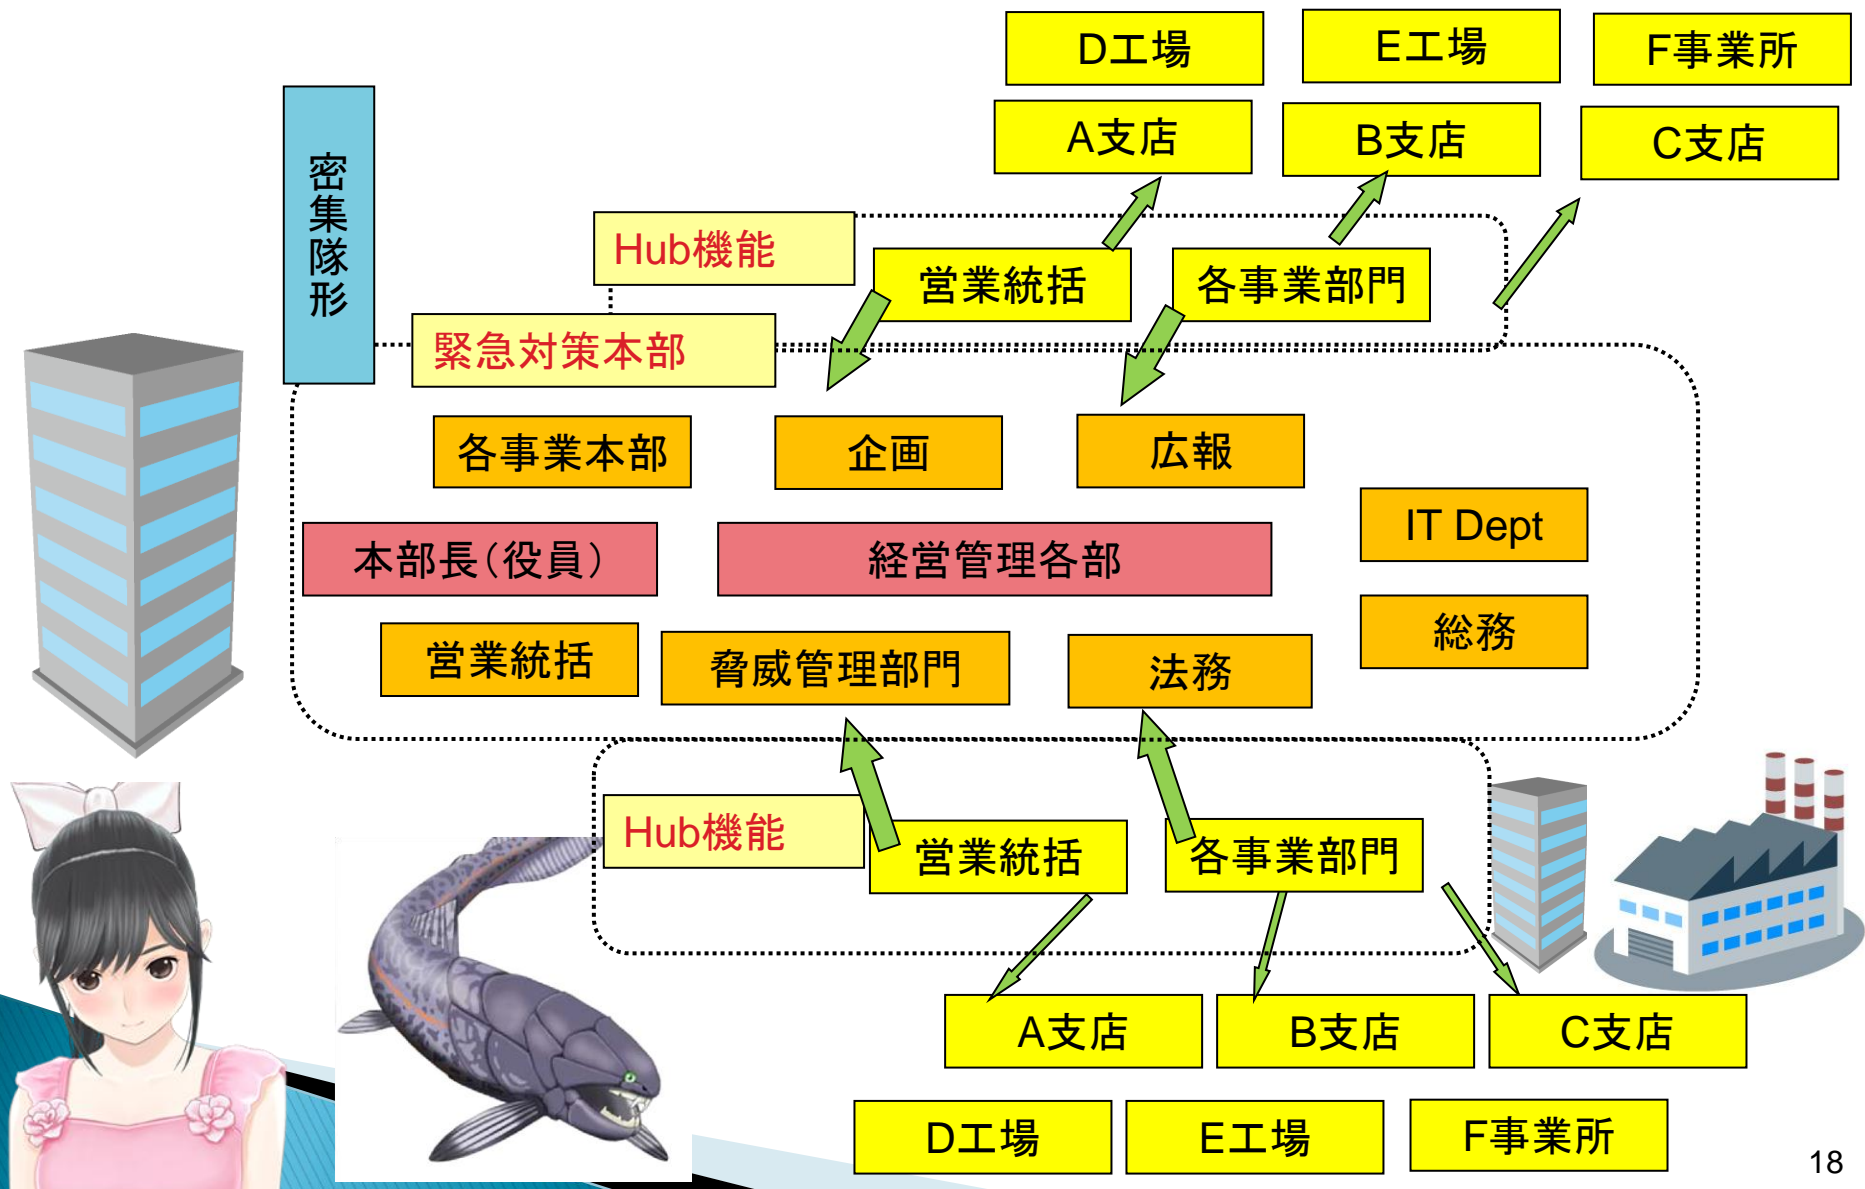 D工場
E工場
F事業所
A支店
B支店
C支店
密集隊形
Hub機能
営業統括
各事業部門
緊急対策本部
各事業本部
企画
広報
IT Dept
本部長（役員）
経営管理各部
総務
営業統括
脅威管理部門
法務
Hub機能
営業統括
各事業部門
A支店
B支店
C支店
D工場
E工場
F事業所
18